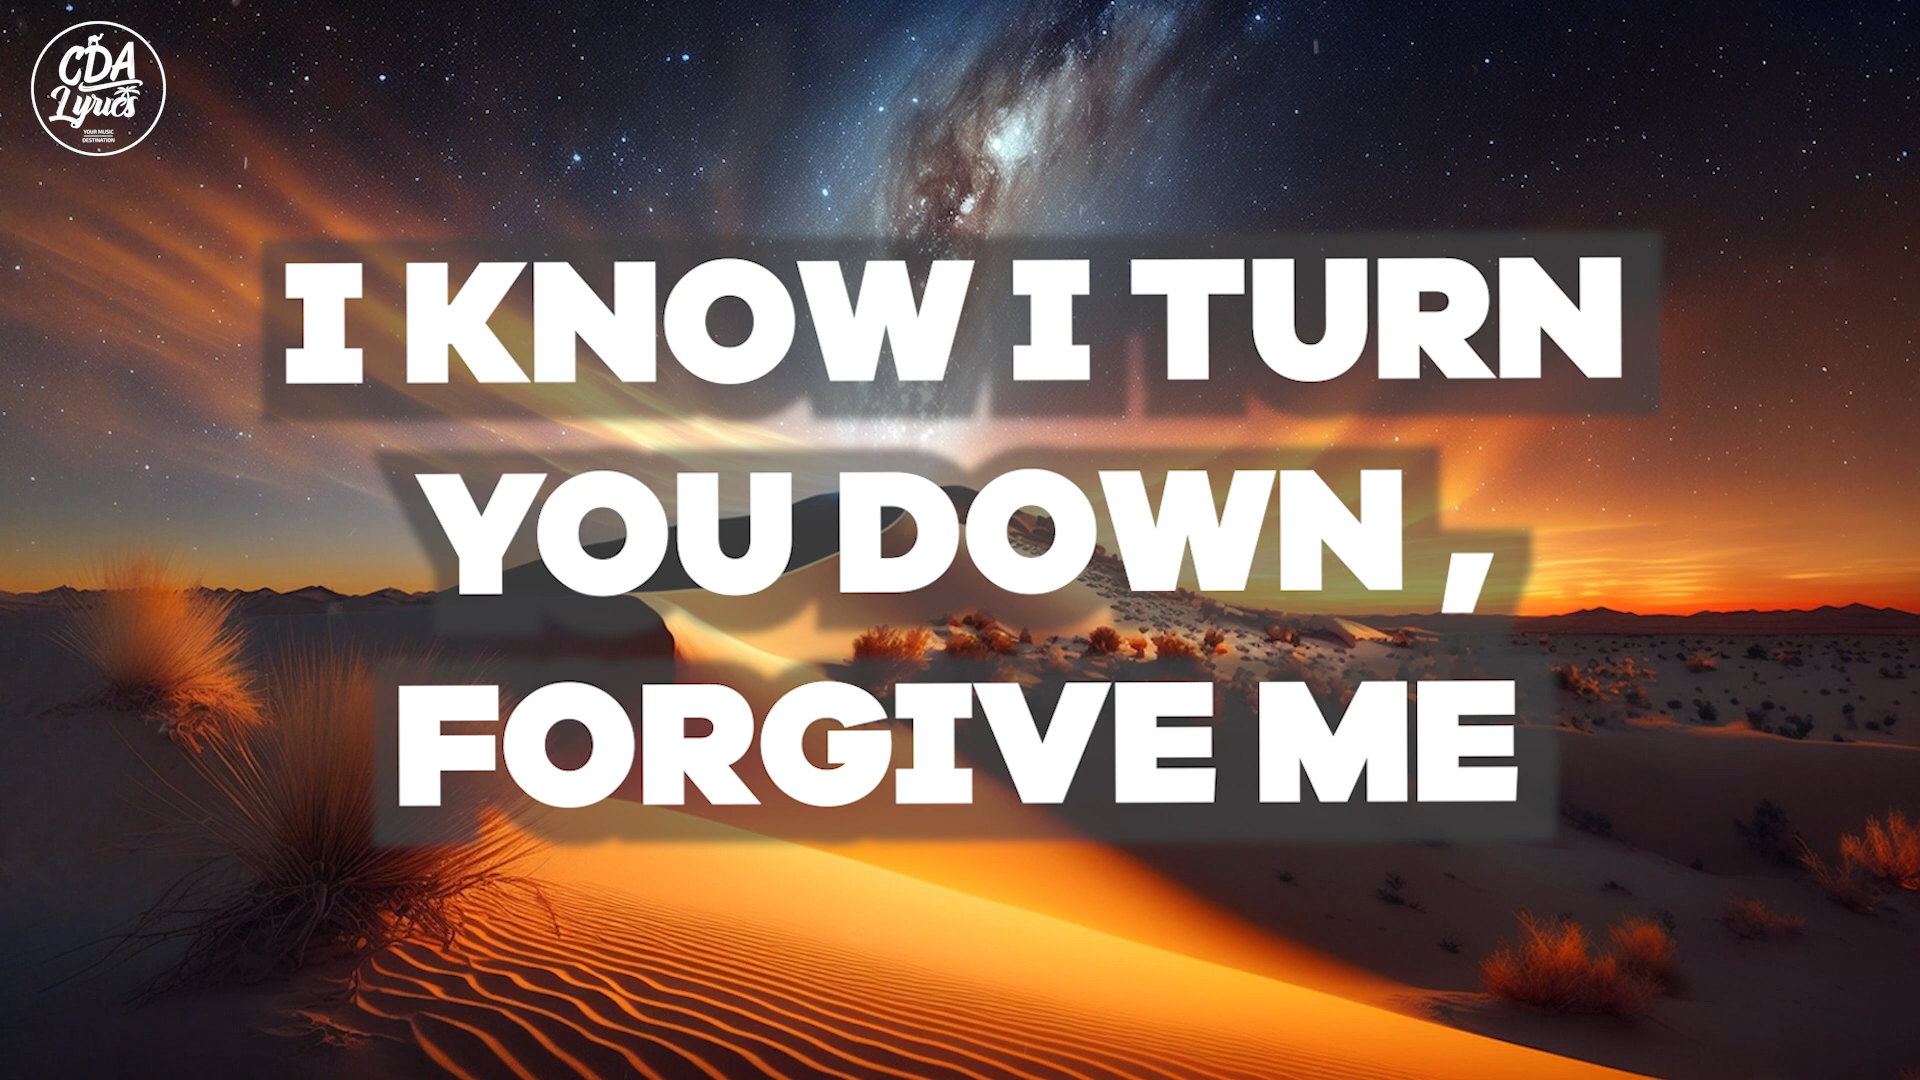 CDA
Lyrics
YOUR MUSIC
DESTINATION
I KNOW I TURN
YOU DOWN ,
FORGIVE ME